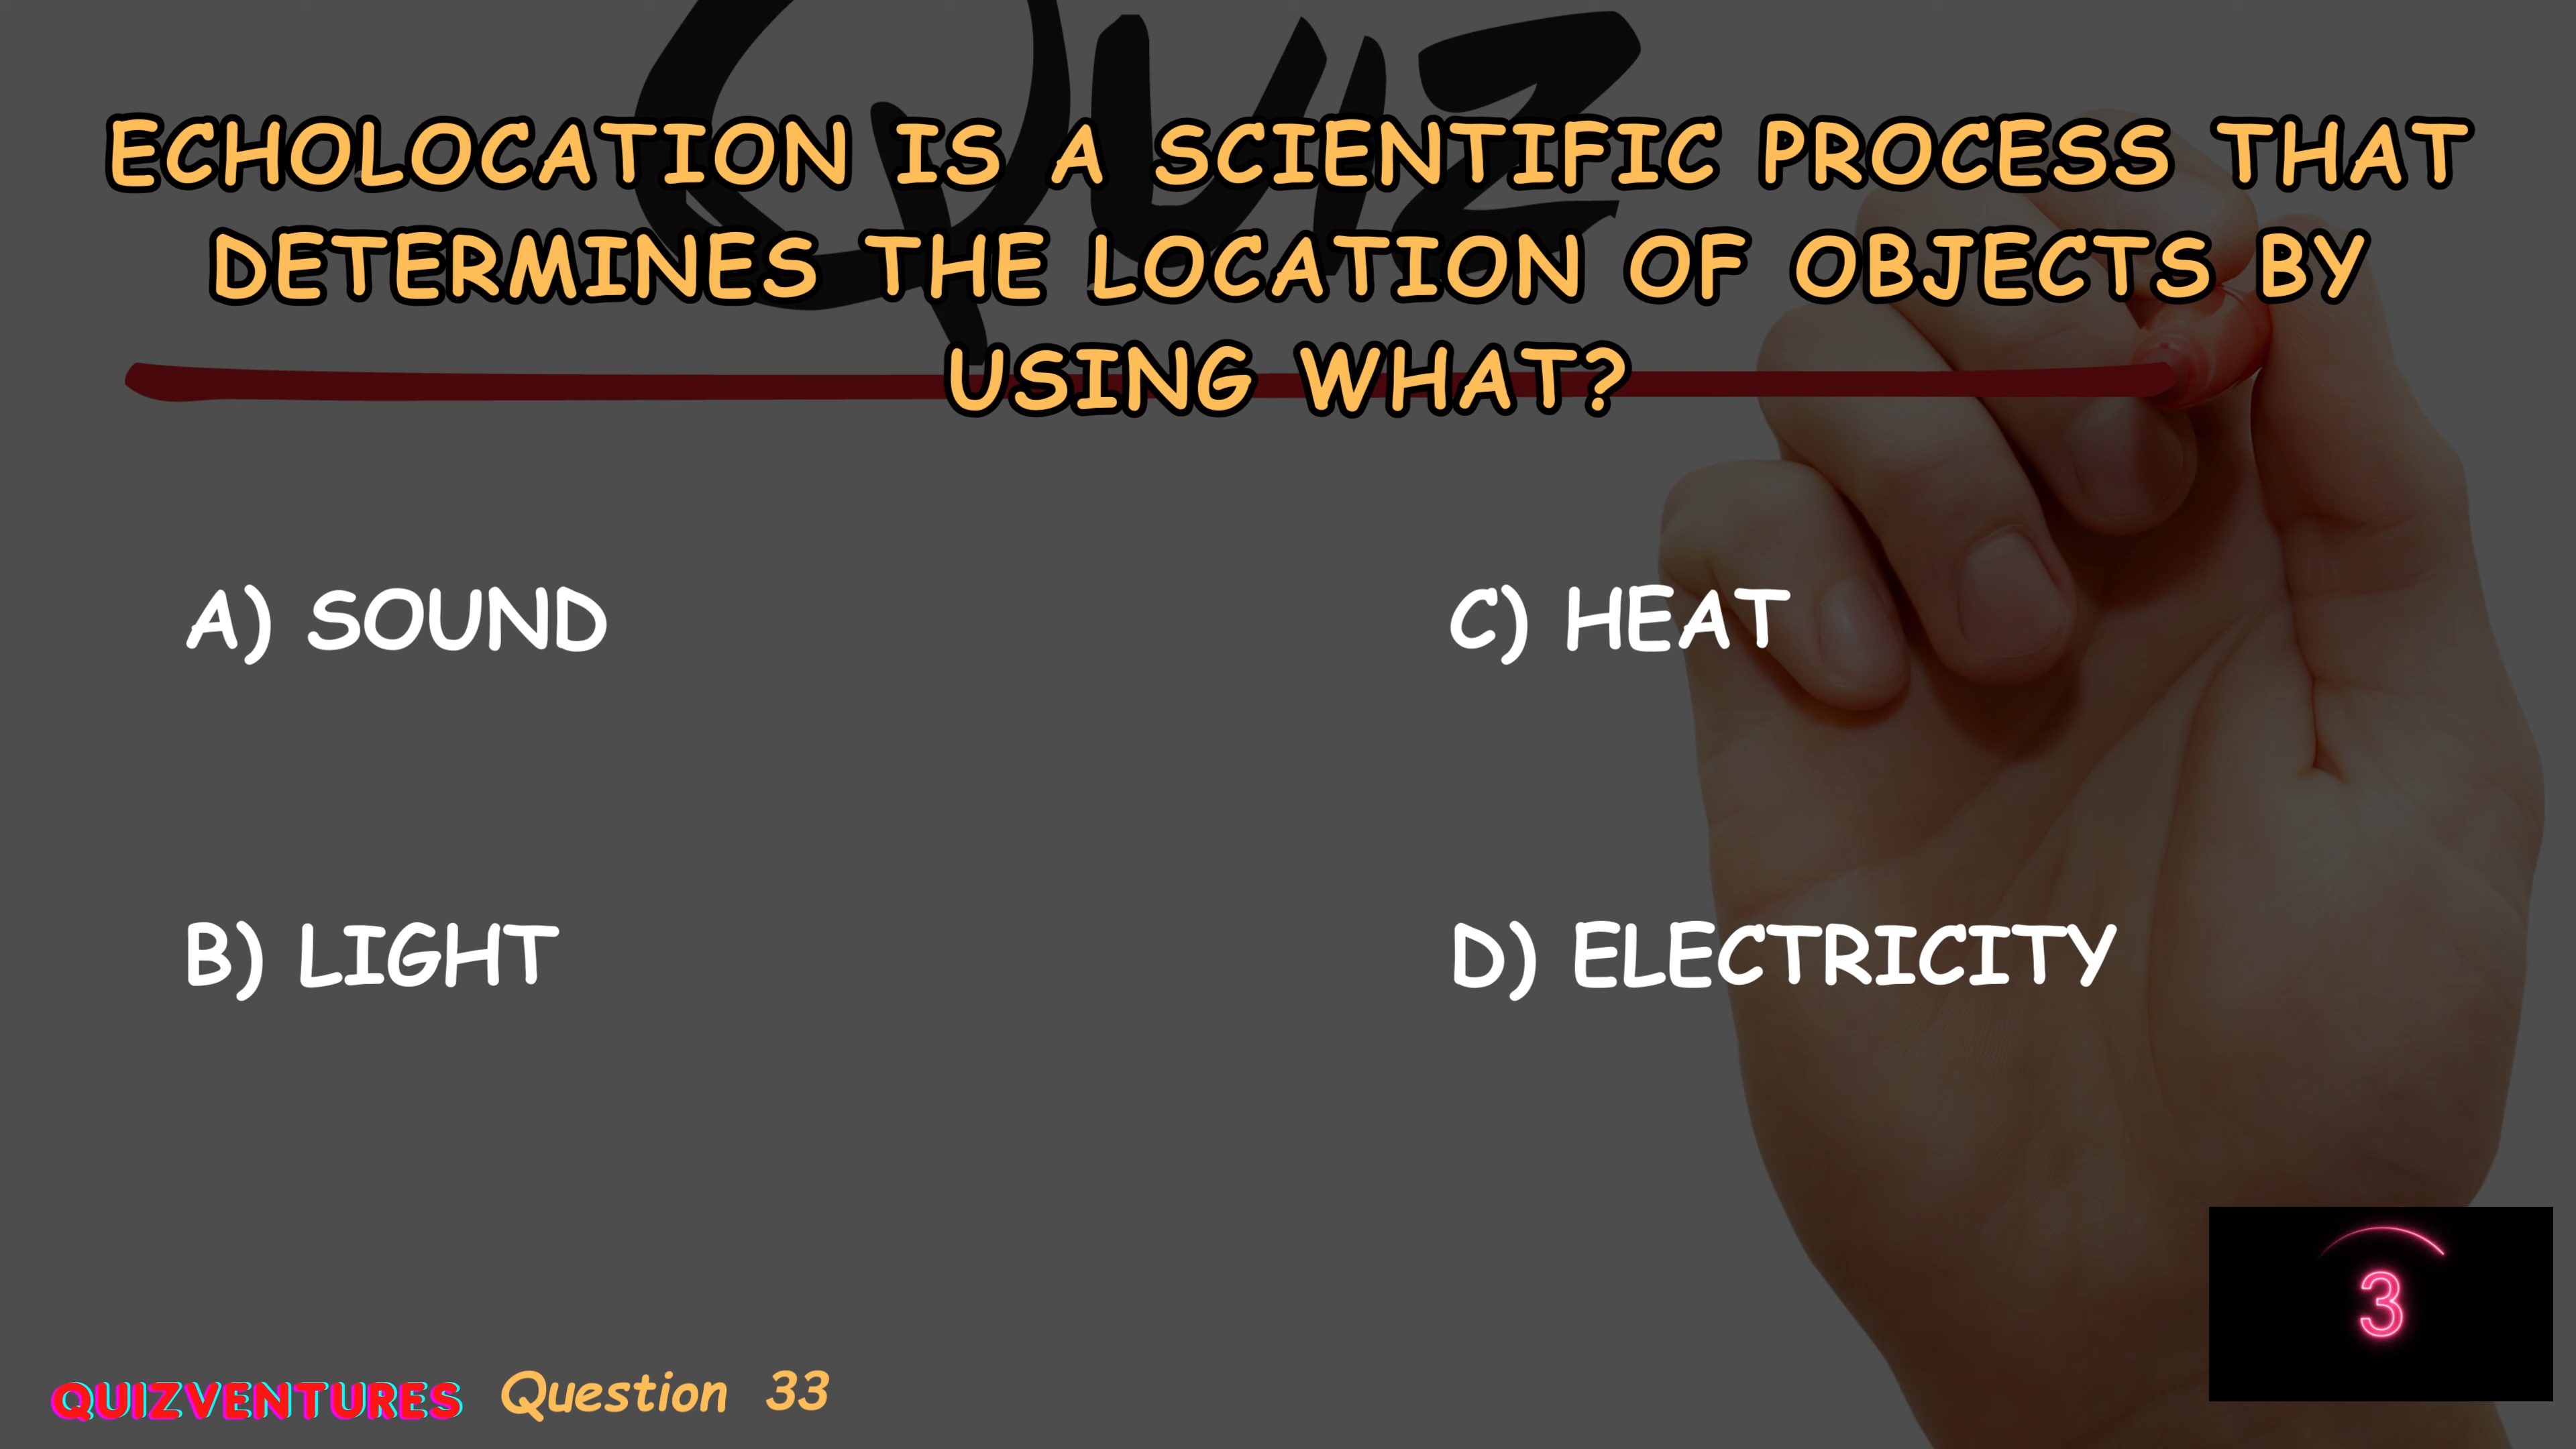 QUIZ
ECHOLOCATION IS A SCIENTIFIC PROCESS THAT
DETERMINES THE LOCATION OF OBJECTS BY
USING WHAT?
A) SOUND
C) HEAT
B) LIGHT
D) ELECTRICITY
3
QUIZVENTURES Question 33